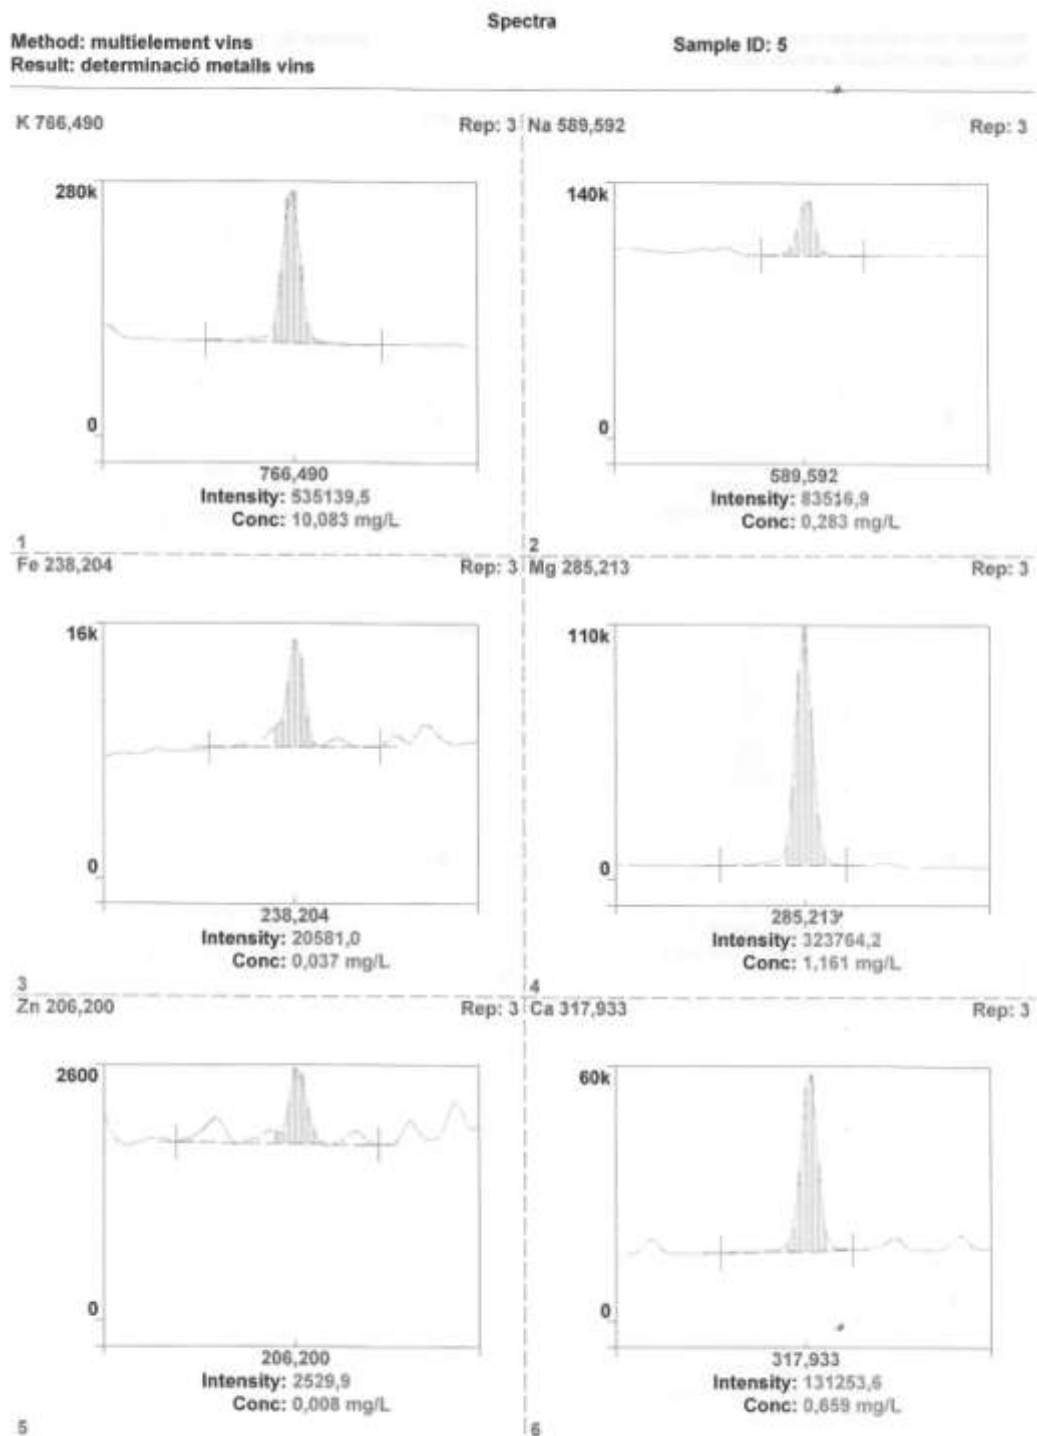 Spectra
Method: multielement vins
Sample ID: 5
Result: determinació metalls vins
K 766,490
Rep: 3
Na 589,592
Rep: 3
280k
0
766,490
Intensity: 535139,5
Conc: 10,083 mg/L
1
140k
0
589,592
Intensity: 83516,9
Conc: 0,283 mg/L
2
Fe 238,204
Rep: 3
Mg 285,213
Rep: 3
16k
0
238,204
Intensity: 20581,0
Conc: 0,037 mg/L
3
110k
0
285,213
Intensity: 323764,2
Conc: 1,161 mg/L
4
Zn 206,200
Rep: 3
Ca 317,933
Rep: 3
2600
0
206,200
Intensity: 2529,9
Conc: 0,008 mg/L
5
60k
0
317,933
Intensity: 131253,6
Conc: 0,659 mg/L
6